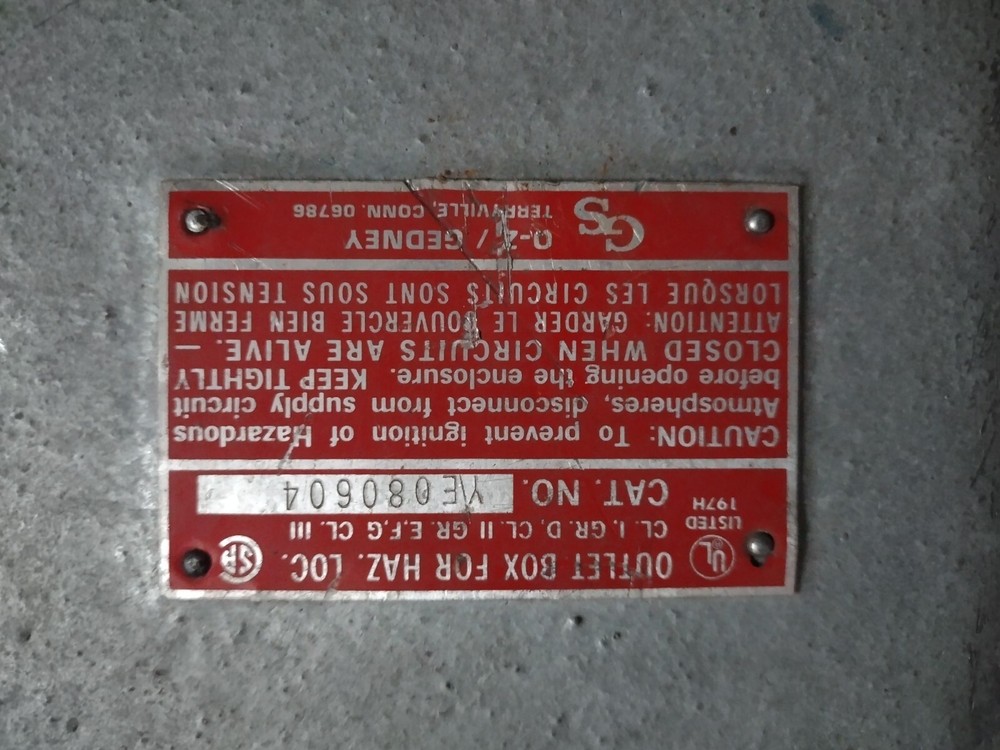 OUTLET BOX FOR HAZ. LOC.
CL. I, GR. D, CL. II GR. E,F,G CL. III
UL
LISTED
197H
SA
CAT. NO. YE080604
CAUTION: To prevent ignition of Hazardous
Atmospheres, disconnect from supply circuit
before opening the enclosure. KEEP TIGHTLY
CLOSED WHEN CIRCUITS ARE ALIVE. —
ATTENTION: GARDER LE COUVERCLE BIEN FERME
LORSQUE LES CIRCUITS SONT SOUS TENSION
GS
O-Z / GEDNEY
TERRYVILLE, CONN. 06786